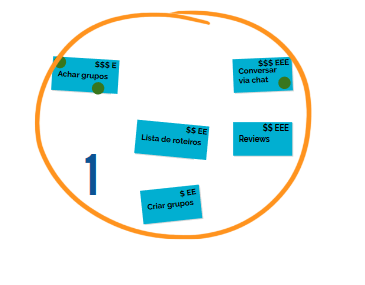 $$$ E
Achar grupos
$$$ EEE
Conversar
via chat
$$ EE
Lista de roteiros
$$ EEE
Reviews
1
$ EE
Criar grupos